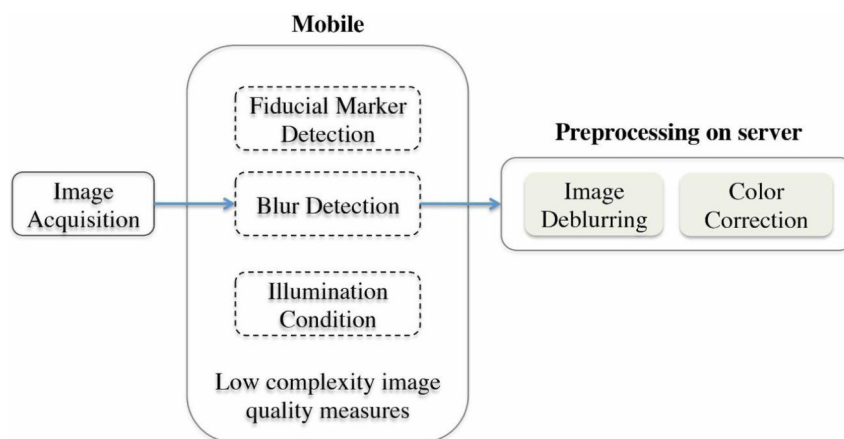 Mobile
Fiducial Marker
Detection
Preprocessing on server
Image
Acquisition
Blur Detection
Image
Deblurring
Color
Correction
Illumination
Condition
Low complexity image
quality measures